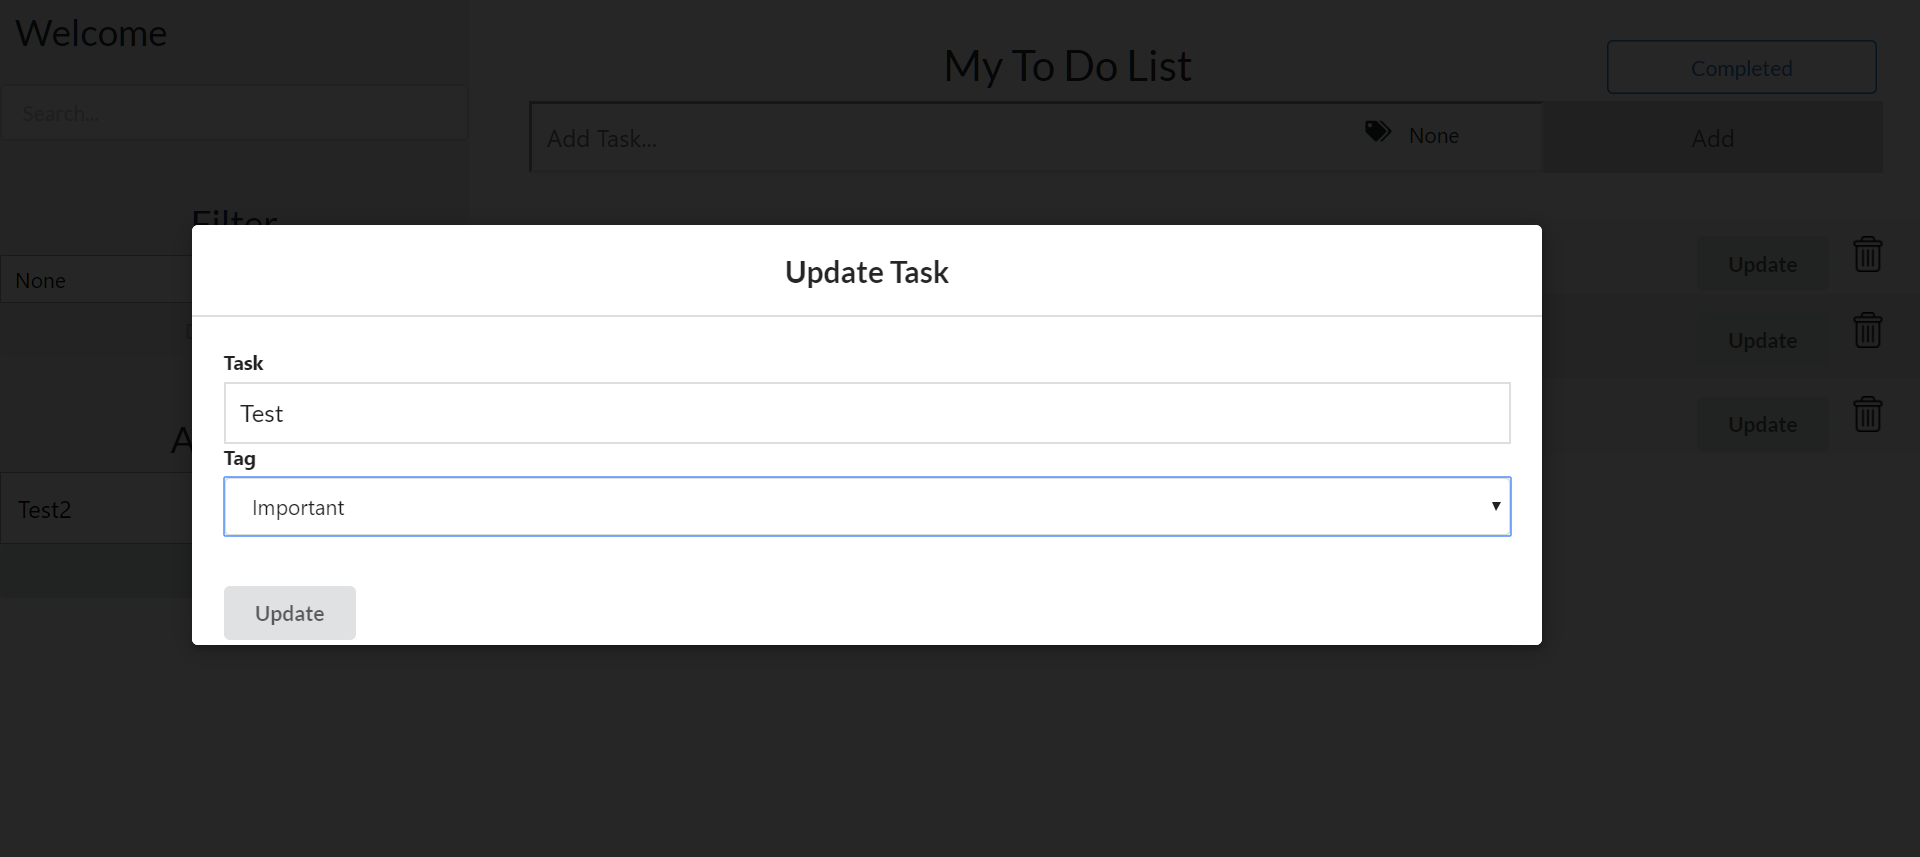 Welcome
Search...
My To Do List
Completed
Add Task...
None
Add
Filter
None
Update
Update
Update
Test2
Update Task
Task
Test
Tag
Important
Update